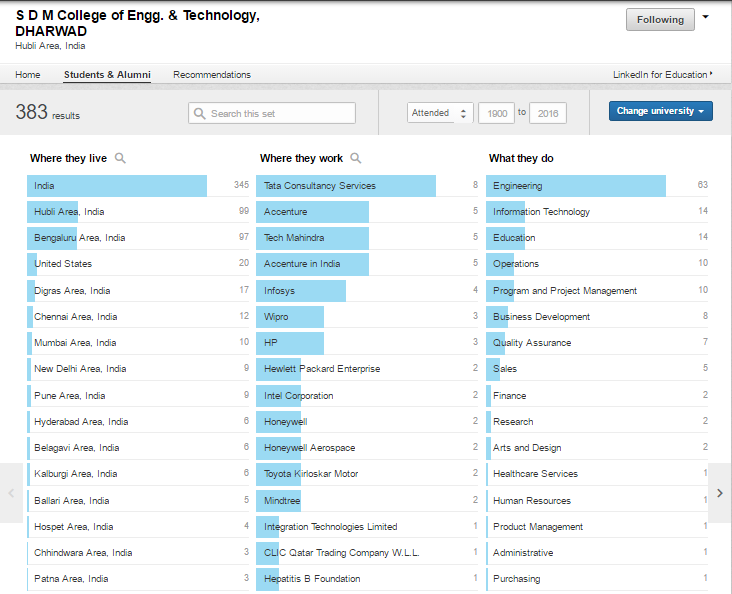 S D M College of Engg. & Technology,
DHARWAD
Hubli Area, India
Following
Home Students & Alumni Recommendations LinkedIn for Education
383 results Search this set Attended 1900 to 2016 Change university
Where they live Where they work What they do
India 345 Tata Consultancy Services 8 Engineering 63
Hubli Area, India 99 Accenture 5 Information Technology 14
Bengaluru Area, India 97 Tech Mahindra 5 Education 14
United States 20 Accenture in India 5 Operations 10
Digras Area, India 17 Infosys 4 Program and Project Management 10
Chennai Area, India 12 Wipro 3 Business Development 8
Mumbai Area, India 10 HP 3 Quality Assurance 7
New Delhi Area, India 9 Hewlett Packard Enterprise 2 Sales 5
Pune Area, India 9 Intel Corporation 2 Finance 2
Hyderabad Area, India 6 Honeywell 2 Research 2
Belagavi Area, India 6 Honeywell Aerospace 2 Arts and Design 2
Kalburgi Area, India 6 Toyota Kirloskar Motor 2 Healthcare Services 1
Ballari Area, India 5 Mindtree 2 Human Resources 1
Hospet Area, India 4 Integration Technologies Limited 1 Product Management 1
Chhindwara Area, India 3 CLIC Qatar Trading Company W.L.L. 1 Administrative 1
Patna Area, India 3 Hepatitis B Foundation 1 Purchasing 1